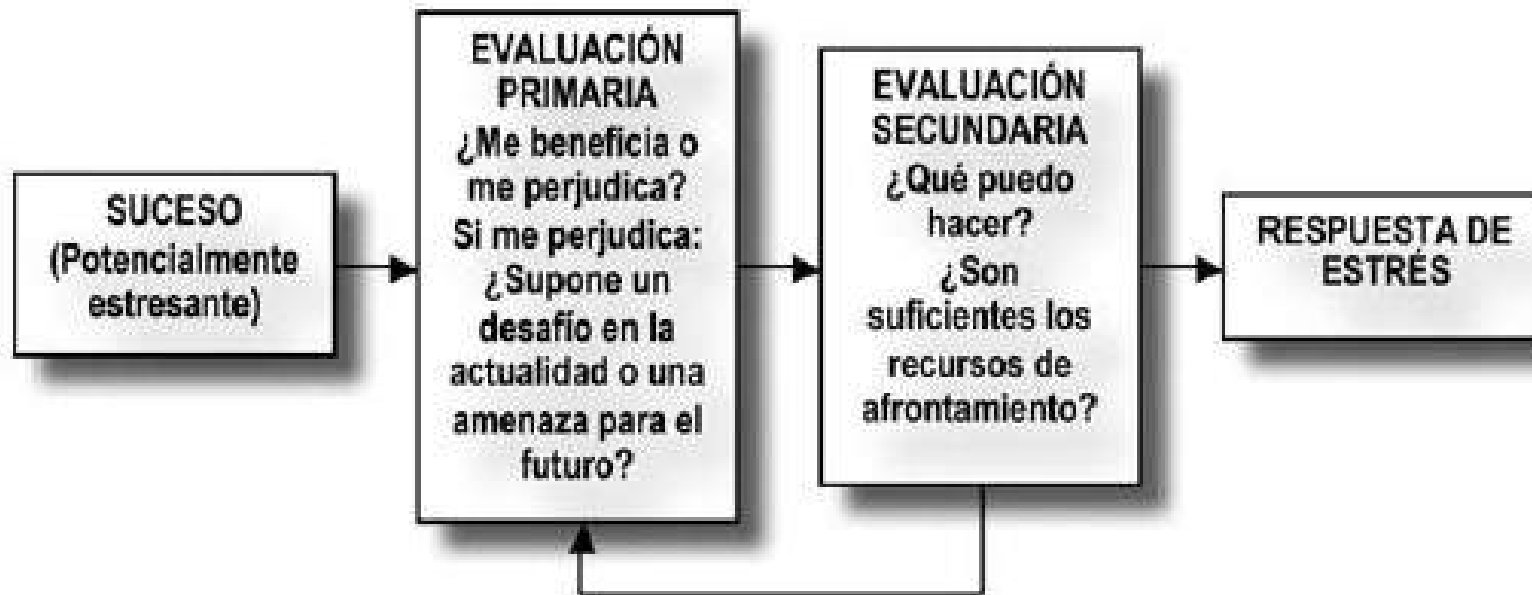 SUCESO
(Potencialmente
estresante)
EVALUACIÓN
PRIMARIA
¿Me beneficia o
me perjudica?
Si me perjudica:
¿Supone un
desafío en la
actualidad o una
amenaza para el
futuro?
EVALUACIÓN
SECUNDARIA
¿Qué puedo
hacer?
¿Son
suficientes los
recursos de
afrontamiento?
RESPUESTA DE
ESTRÉS